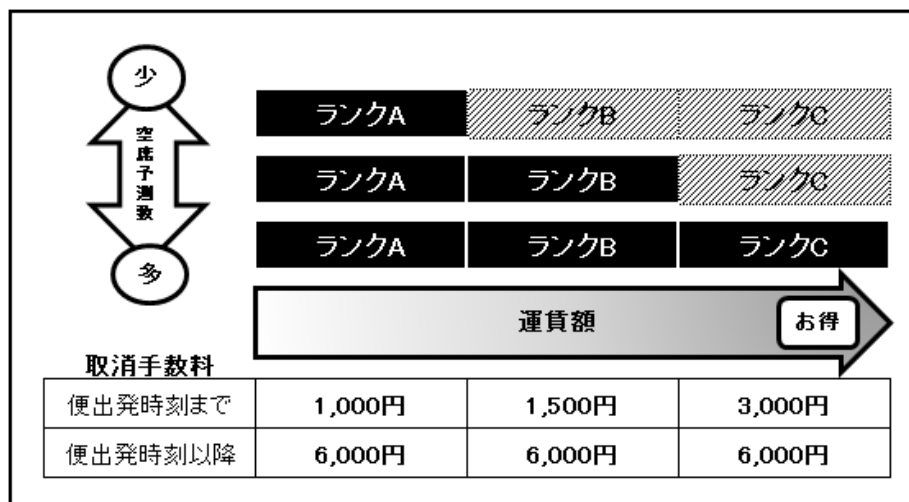 少
空席予測数
多
ランクA ランクB ランクC
ランクA ランクB ランクC
ランクA ランクB ランクC
運賃額 お得
取消手数料
便出発時刻まで 1,000円 1,500円 3,000円
便出発時刻以降 6,000円 6,000円 6,000円